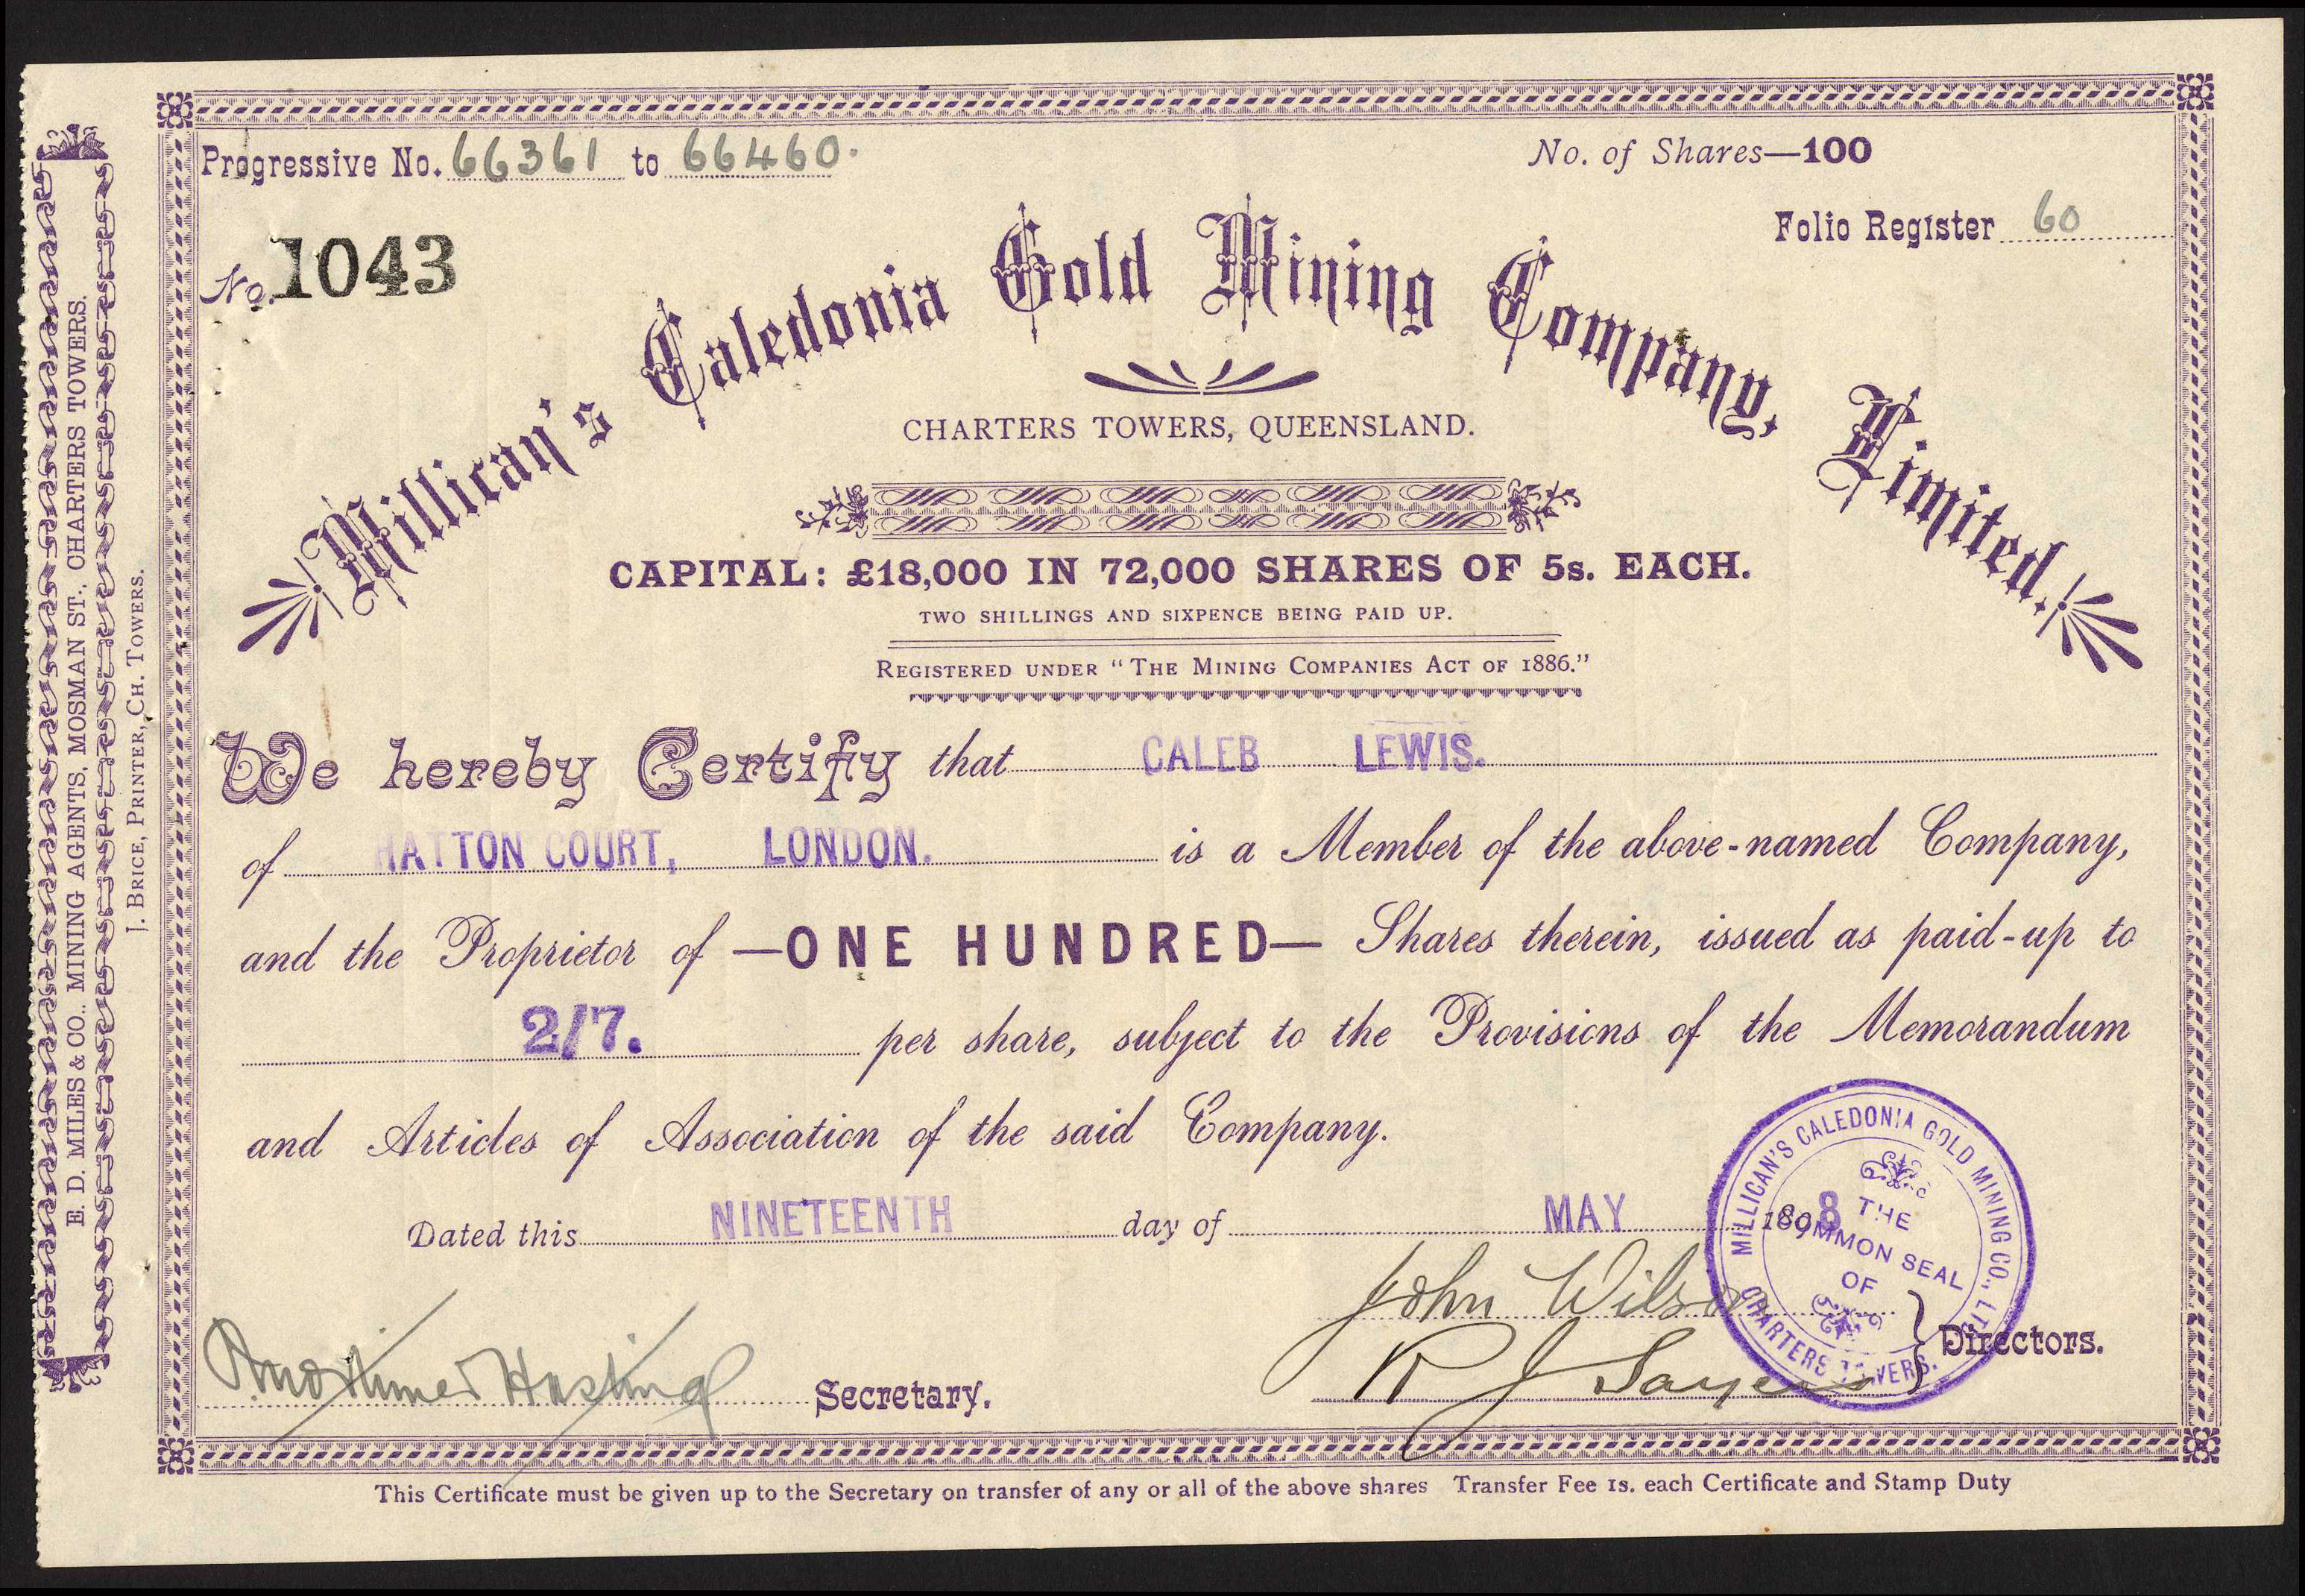 Progressive No. 66361 to 66460.
No. of Shares—100
Folio Register 60
No. 1043
Millican's Caledonia Gold Mining Company, Limited.
CHARTERS TOWERS, QUEENSLAND.
CAPITAL: £18,000 IN 72,000 SHARES OF 5s. EACH.
TWO SHILLINGS AND SIXPENCE BEING PAID UP.
REGISTERED UNDER "THE MINING COMPANIES ACT OF 1886."
We hereby Certify that CALEB LEWIS.
of HATTON COURT, LONDON. is a Member of the above-named Company,
and the Proprietor of —ONE HUNDRED— Shares therein, issued as paid-up to
2/7. per share, subject to the Provisions of the Memorandum
and Articles of Association of the said Company.
Dated this NINETEENTH day of MAY 1898
MILLICAN'S CALEDONIA GOLD MINING CO., LTD.
THE
COMMON SEAL
OF
CHARTERS TOWERS.
John Wilson
R J Sayers
Directors.
Mortimer Hasting Secretary.
This Certificate must be given up to the Secretary on transfer of any or all of the above shares Transfer Fee 1s. each Certificate and Stamp Duty
E. D. MILES & CO., MINING AGENTS, MOSMAN ST., CHARTERS TOWERS.
J. BRICE, PRINTER, CH. TOWERS.